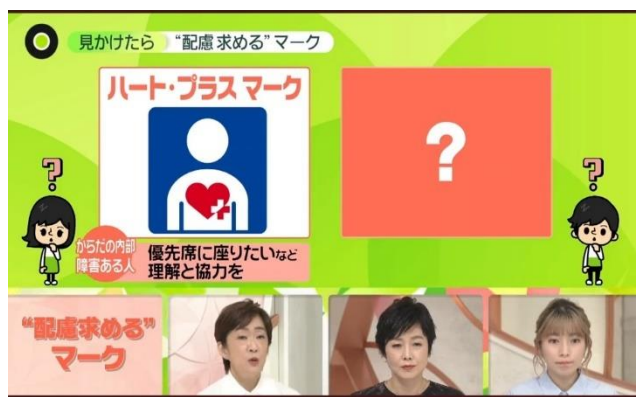 見かけたら “配慮求める”マーク
ハート・プラス マーク
?
?
?
からだの内部
障害ある人
優先席に座りたいなど
理解と協力を
“配慮求める”
マーク